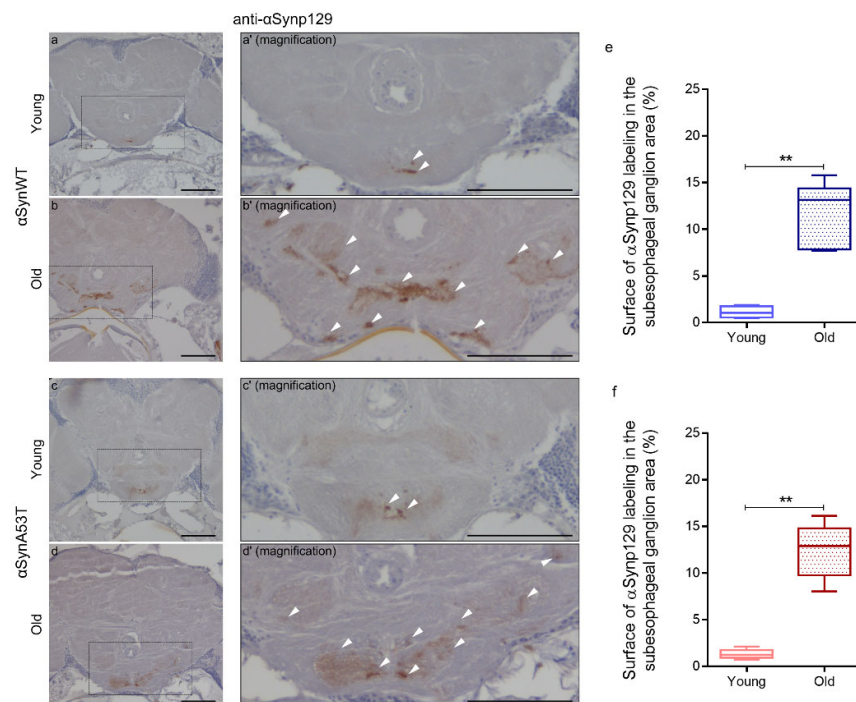 anti-αSynp129
αSynWT
Young
a
a' (magnification)
Old
b
b' (magnification)
αSynA53T
Young
c
c' (magnification)
Old
d
d' (magnification)
e
Surface of αSynp129 labeling in the
subesophageal ganglion area (%)
25
20
15
10
5
0
**
Young Old
f
Surface of αSynp129 labeling in the
subesophageal ganglion area (%)
25
20
15
10
5
0
**
Young Old